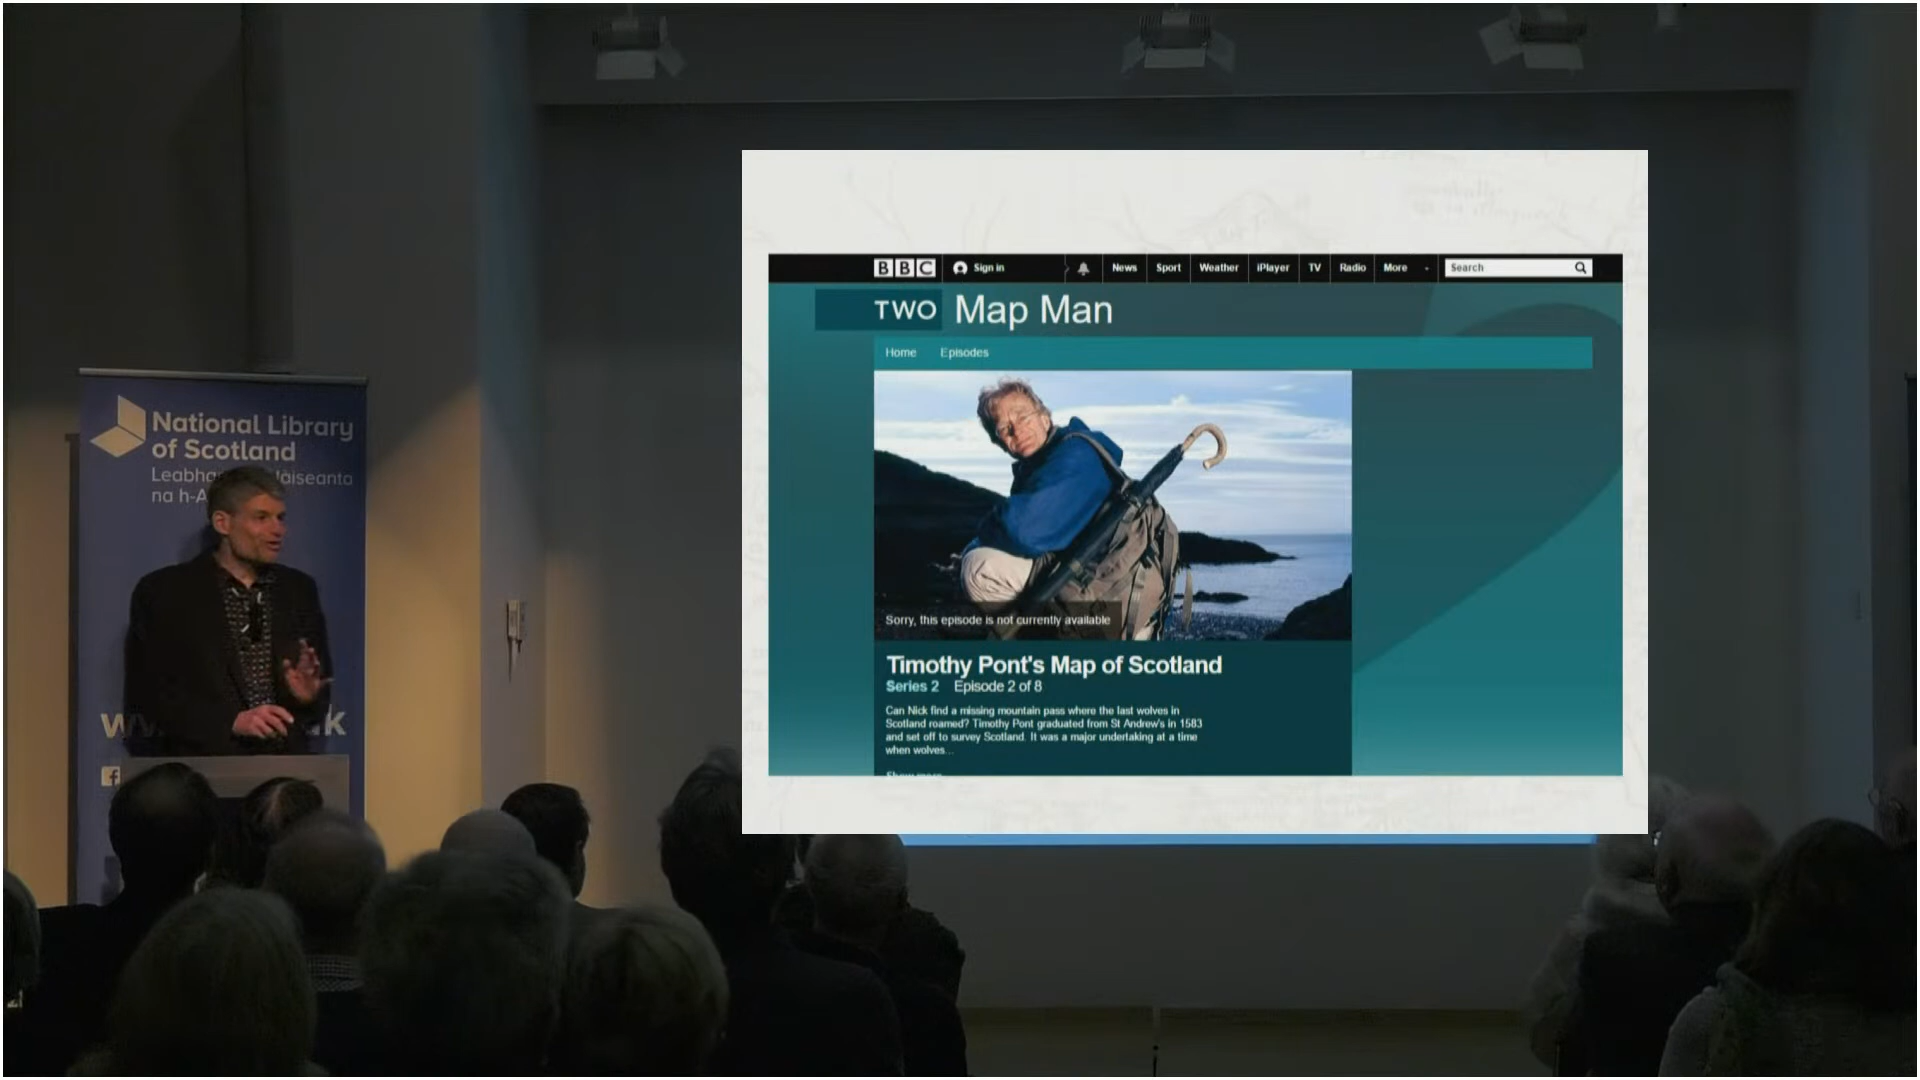 National Library
of Scotland
Leabha àiseanta
na h-A
w k
BBC Sign in News Sport Weather iPlayer TV Radio More Search
TWO Map Man
Home Episodes
Sorry, this episode is not currently available
Timothy Pont's Map of Scotland
Series 2 Episode 2 of 8
Can Nick find a missing mountain pass where the last wolves in
Scotland roamed? Timothy Pont graduated from St Andrew's in 1583
and set off to survey Scotland. It was a major undertaking at a time
when wolves...
Show more